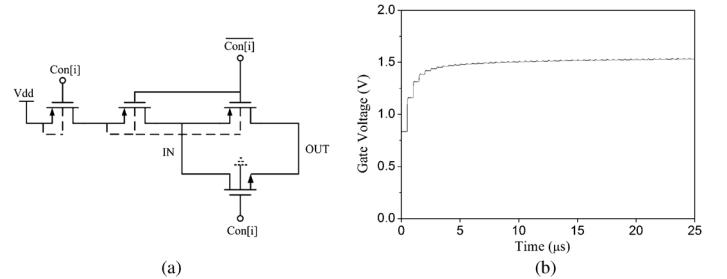 Con[i]
Con[i]
Vdd
IN
OUT
Con[i]
(a)
2.0
1.5
1.0
0.5
0.0
Gate Voltage (V)
0 5 10 15 20 25
Time (μs)
(b)